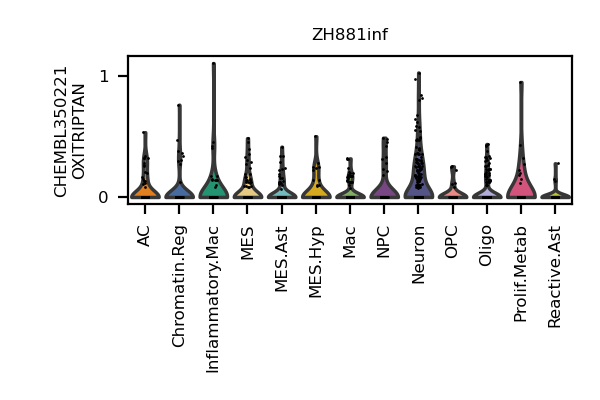 ZH881inf
CHEMBL350221
OXITRIPTAN
1
0
AC
Chromatin.Reg
Inflammatory.Mac
MES
MES.Ast
MES.Hyp
Mac
NPC
Neuron
OPC
Oligo
Prolif.Metab
Reactive.Ast